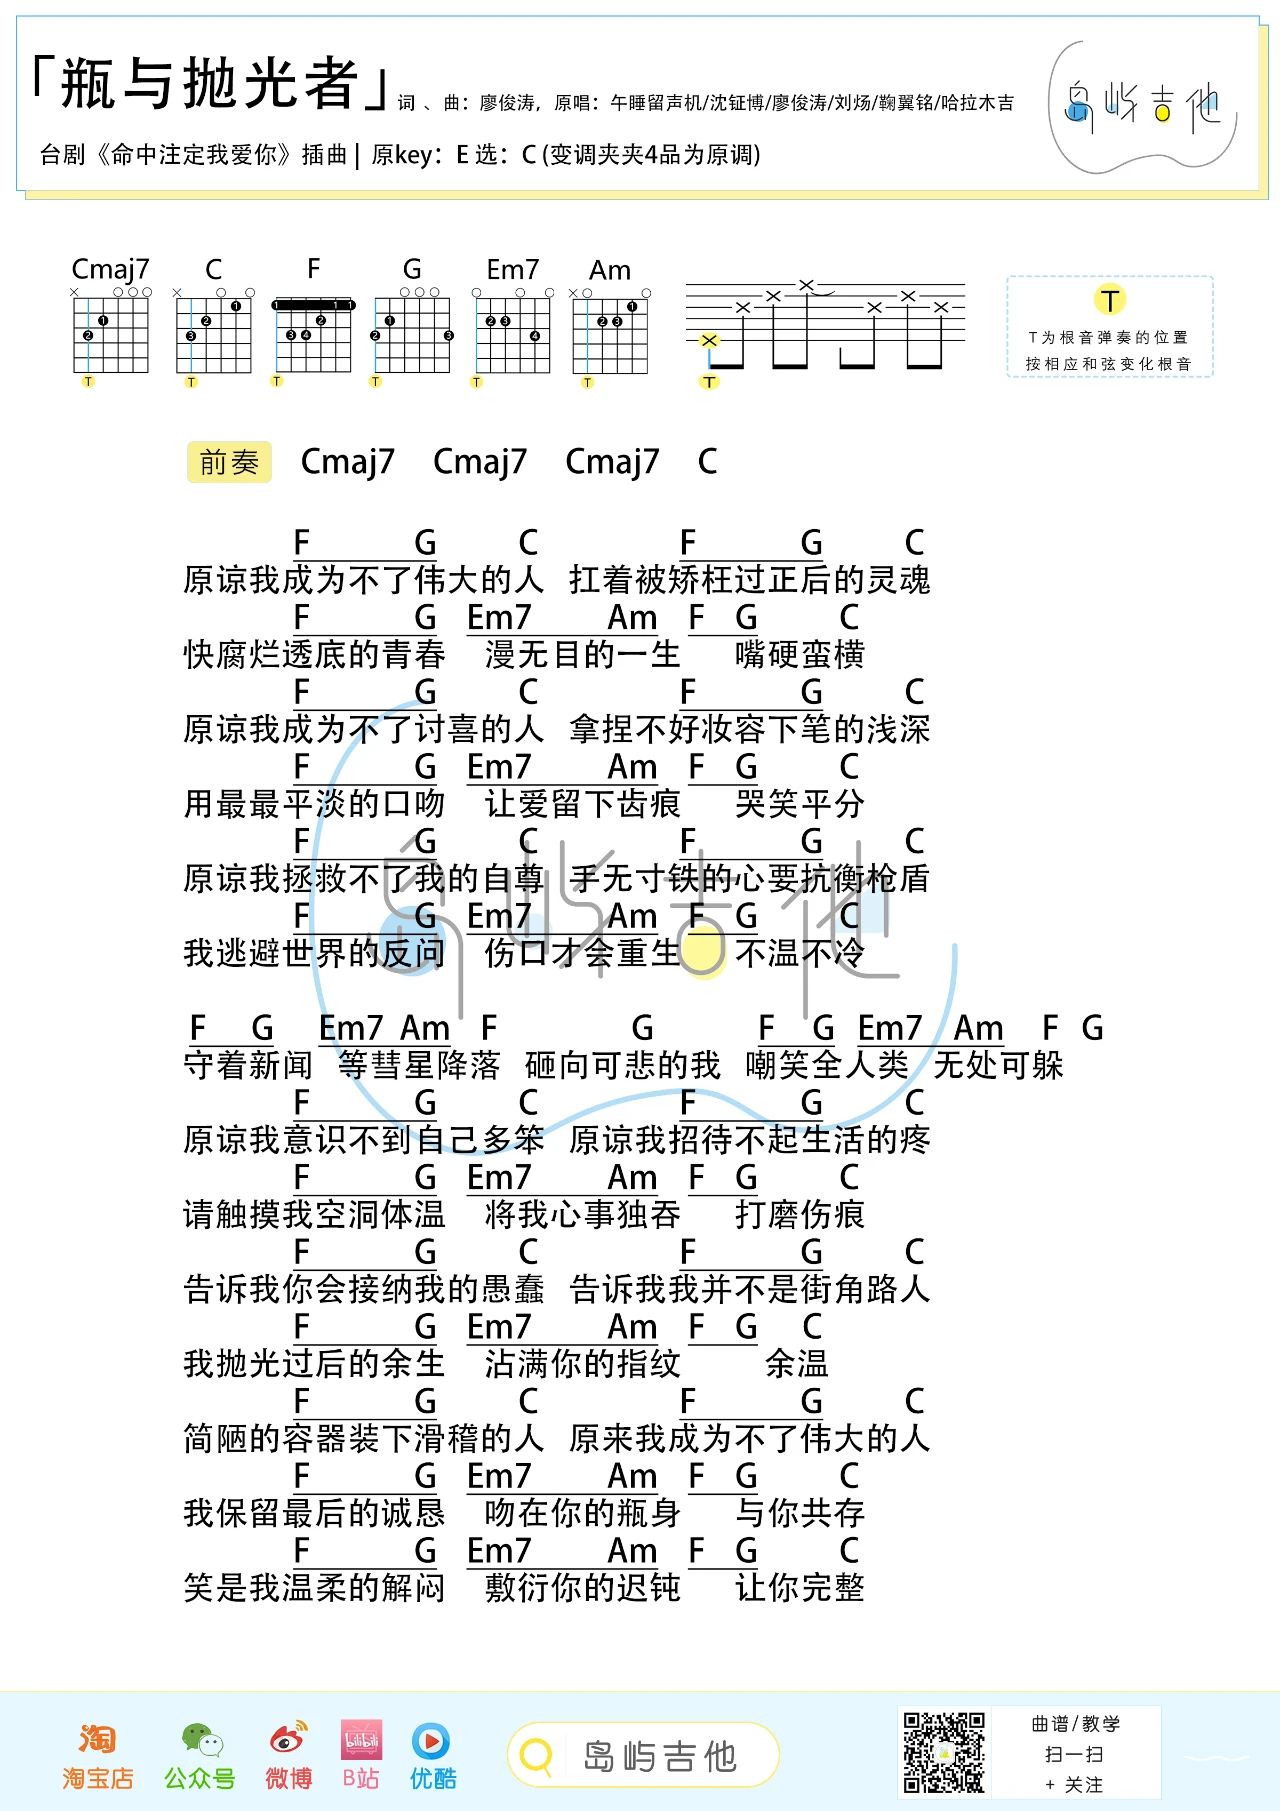 「瓶与抛光者」 词、曲：廖俊涛，原唱：午睡留声机/沈钲博/廖俊涛/刘炀/鞠翼铭/哈拉木吉
岛屿吉他
台剧《命中注定我爱你》插曲 | 原key：E 选：C (变调夹夹4品为原调)
Cmaj7 C F G Em7 Am
T
T为根音弹奏的位置
按相应和弦变化根音
T T T T T T T
前奏 Cmaj7 Cmaj7 Cmaj7 C
F G C F G C
原谅我成为不了伟大的人 扛着被矫枉过正后的灵魂
F G Em7 Am F G C
快腐烂透底的青春 漫无目的一生 嘴硬蛮横
F G C F G C
原谅我成为不了讨喜的人 拿捏不好妆容下笔的浅深
F G Em7 Am F G C
用最最平淡的口吻 让爱留下齿痕 哭笑平分
F G C F G C
原谅我拯救不了我的自尊 手无寸铁的心要抗衡枪盾
F G Em7 Am F G C
我逃避世界的反问 伤口才会重生 不温不冷
岛屿吉他
F G Em7 Am F G F G Em7 Am F G
守着新闻 等彗星降落 砸向可悲的我 嘲笑全人类 无处可躲
F G C F G C
原谅我意识不到自己多笨 原谅我招待不起生活的疼
F G Em7 Am F G C
请触摸我空洞体温 将我心事独吞 打磨伤痕
F G C F G C
告诉我你会接纳我的愚蠢 告诉我我并不是街角路人
F G Em7 Am F G C
我抛光过后的余生 沾满你的指纹 余温
F G C F G C
简陋的容器装下滑稽的人 原来我成为不了伟大的人
F G Em7 Am F G C
我保留最后的诚恳 吻在你的瓶身 与你共存
F G Em7 Am F G C
笑是我温柔的解闷 敷衍你的迟钝 让你完整
淘 bilibili
淘宝店 公众号 微博 B站 优酷
岛屿吉他
曲谱/教学
扫一扫
+ 关注